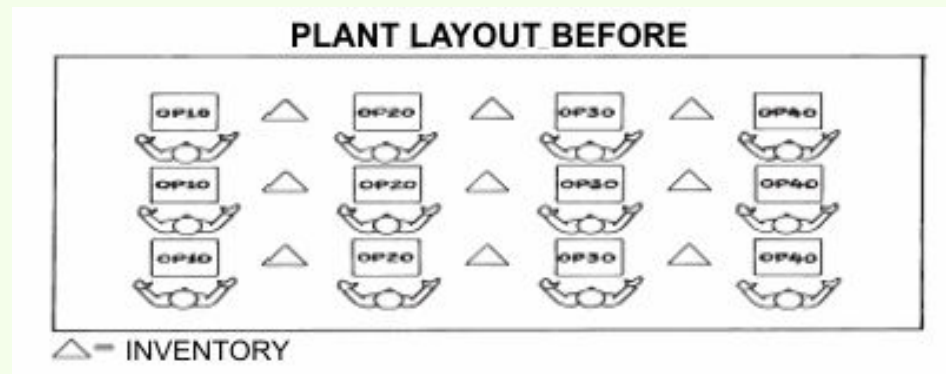 PLANT LAYOUT BEFORE
OP10 OP20 OP30 OP40
OP10 OP20 OP30 OP40
OP10 OP20 OP30 OP40
= INVENTORY